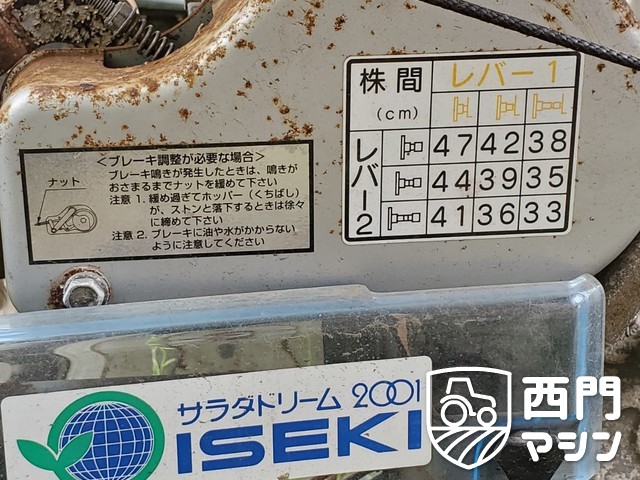 ＜ブレーキ調整が必要な場合＞
ブレーキ鳴きが発生したときは、鳴きが
おさまるまでナットを緩めて下さい
注意 1. 緩め過ぎてホッパー（くちばし）
が、ストンと落下するときは徐々
に締めて下さい
注意 2. ブレーキに油や水がかからない
ように注意してください
ナット
株間 レバー1
(cm)
レバー2
47 42 38
44 39 35
41 36 33
サラダドリーム 2001
ISEKI
西門
マシン